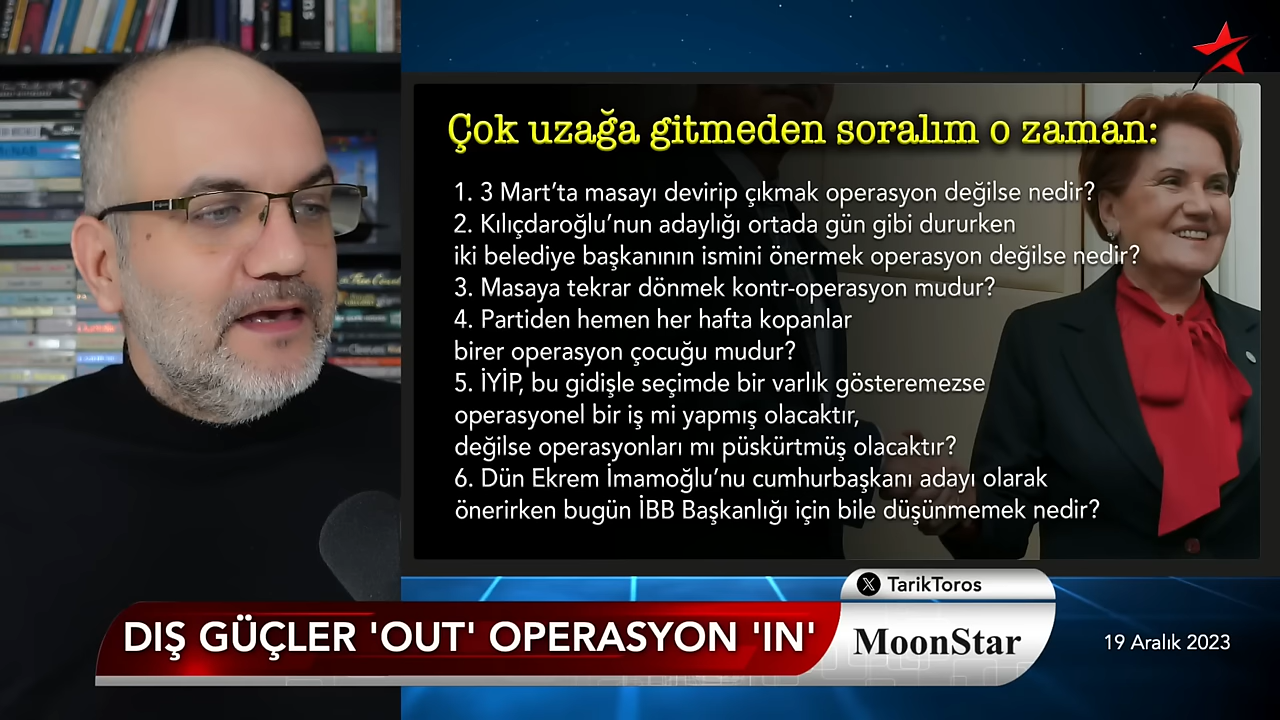 Çok uzağa gitmeden soralım o zaman:
1. 3 Mart'ta masayı devirip çıkmak operasyon değilse nedir?
2. Kılıçdaroğlu'nun adaylığı ortada gün gibi dururken
iki belediye başkanının ismini önermek operasyon değilse nedir?
3. Masaya tekrar dönmek kontr-operasyon mudur?
4. Partiden hemen her hafta kopanlar
birer operasyon çocuğu mudur?
5. İYİP, bu gidişle seçimde bir varlık gösteremezse
operasyonel bir iş mi yapmış olacaktır,
değilse operasyonları mı püskürtmüş olacaktır?
6. Dün Ekrem İmamoğlu'nu cumhurbaşkanı adayı olarak
önerirken bugün İBB Başkanlığı için bile düşünmemek nedir?
TarikToros
DIŞ GÜÇLER 'OUT' OPERASYON 'IN'
MoonStar
19 Aralık 2023